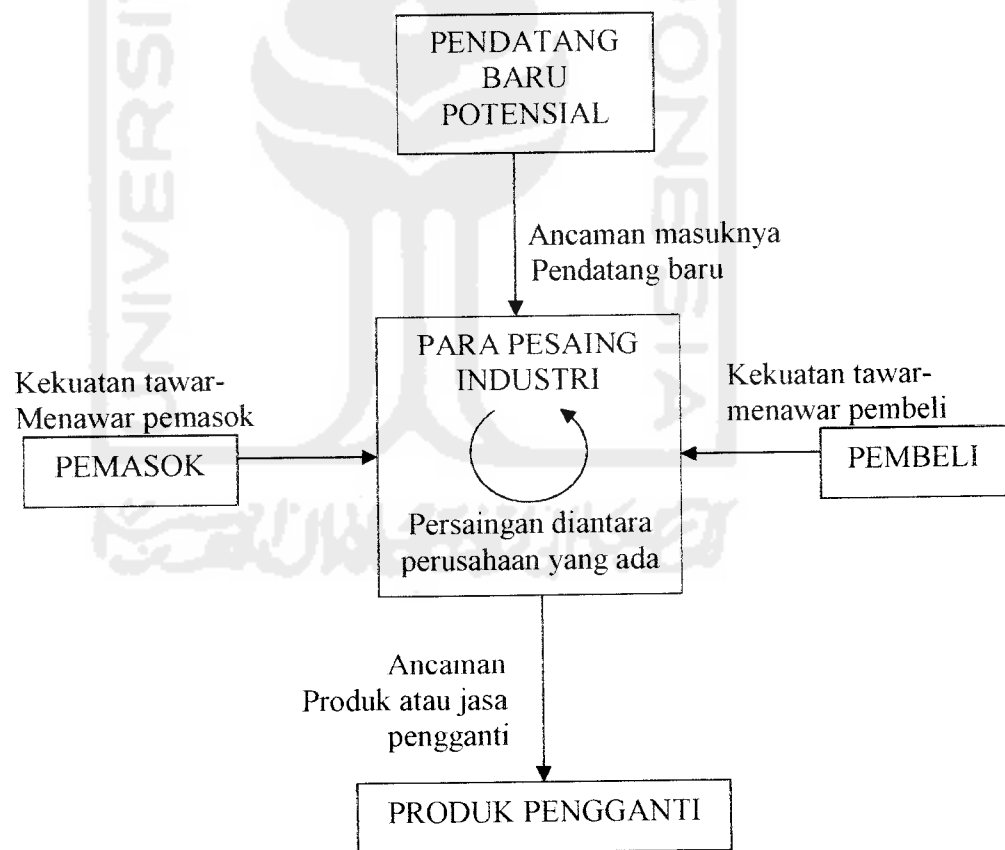 PENDATANG
BARU
POTENSIAL
Ancaman masuknya
Pendatang baru
PARA PESAING
INDUSTRI
Kekuatan tawar-
Menawar pemasok
PEMASOK
Kekuatan tawar-
menawar pembeli
PEMBELI
Persaingan diantara
perusahaan yang ada
Ancaman
Produk atau jasa
pengganti
PRODUK PENGGANTI